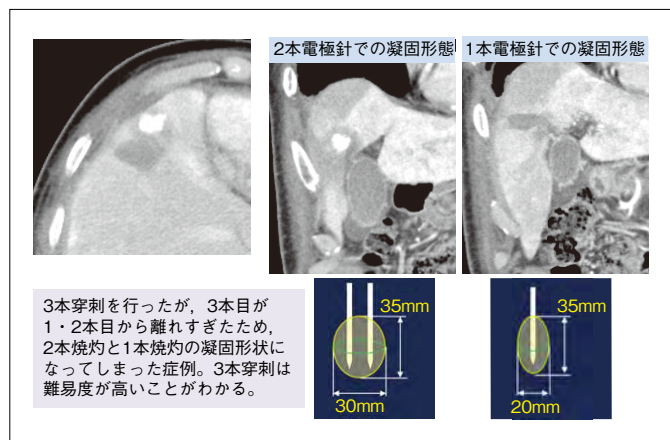 2本電極針での凝固形態
1本電極針での凝固形態
3本穿刺を行ったが，3本目が
1・2本目から離れすぎたため，
2本焼灼と1本焼灼の凝固形状に
なってしまった症例。3本穿刺は
難易度が高いことがわかる。
35mm
30mm
35mm
20mm